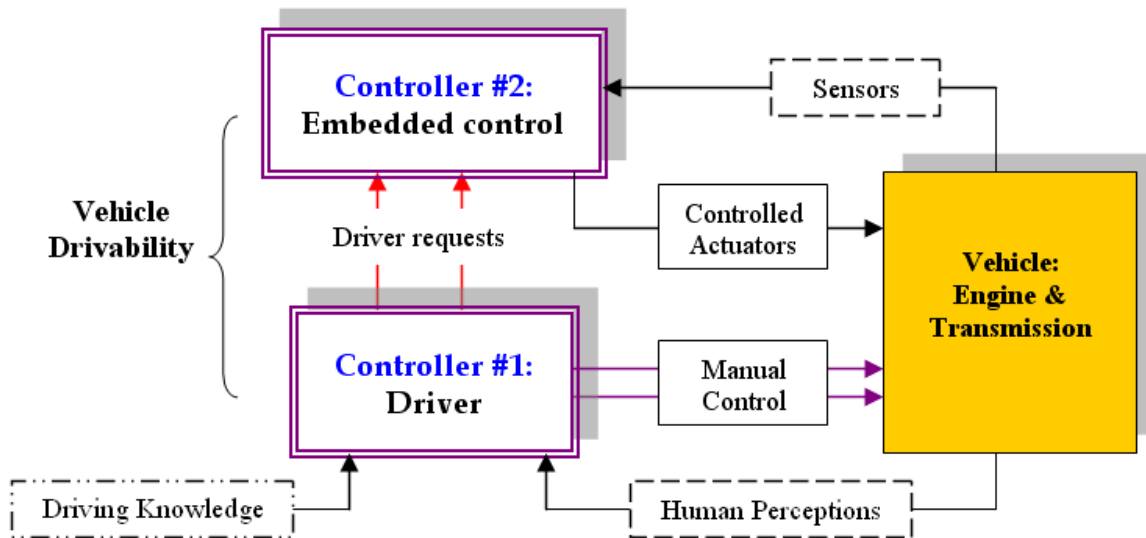 Controller #2:
Embedded control
Sensors
Vehicle
Drivability
Driver requests
Controlled
Actuators
Vehicle:
Engine &
Transmission
Controller #1:
Driver
Manual
Control
Driving Knowledge
Human Perceptions